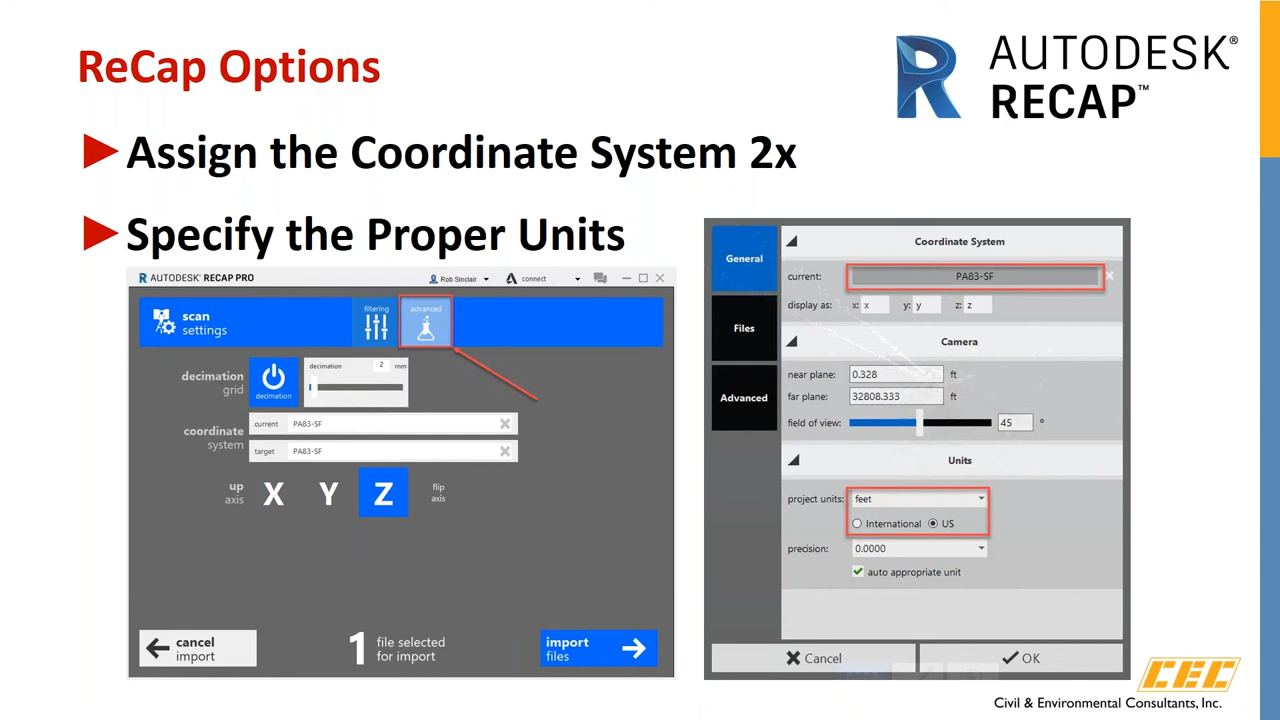 ReCap Options
AUTODESK®
RECAP™
Assign the Coordinate System 2x
Specify the Proper Units
AUTODESK® RECAP PRO
Rob Sinclair
connect
scan
settings
filtering
advanced
decimation
grid
decimation
decimation 2 mm
coordinate
system
current PA83-SF
target PA83-SF
up
axis
X Y Z
flip
axis
cancel
import
1 file selected
for import
import
files
General
Files
Advanced
Coordinate System
current: PA83-SF
display as: x: x y: y z: z
Camera
near plane: 0.328 ft
far plane: 32808.333 ft
field of view: 45 °
Units
project units: feet
International US
precision: 0.0000
auto appropriate unit
Cancel
OK
CEC
Civil & Environmental Consultants, Inc.